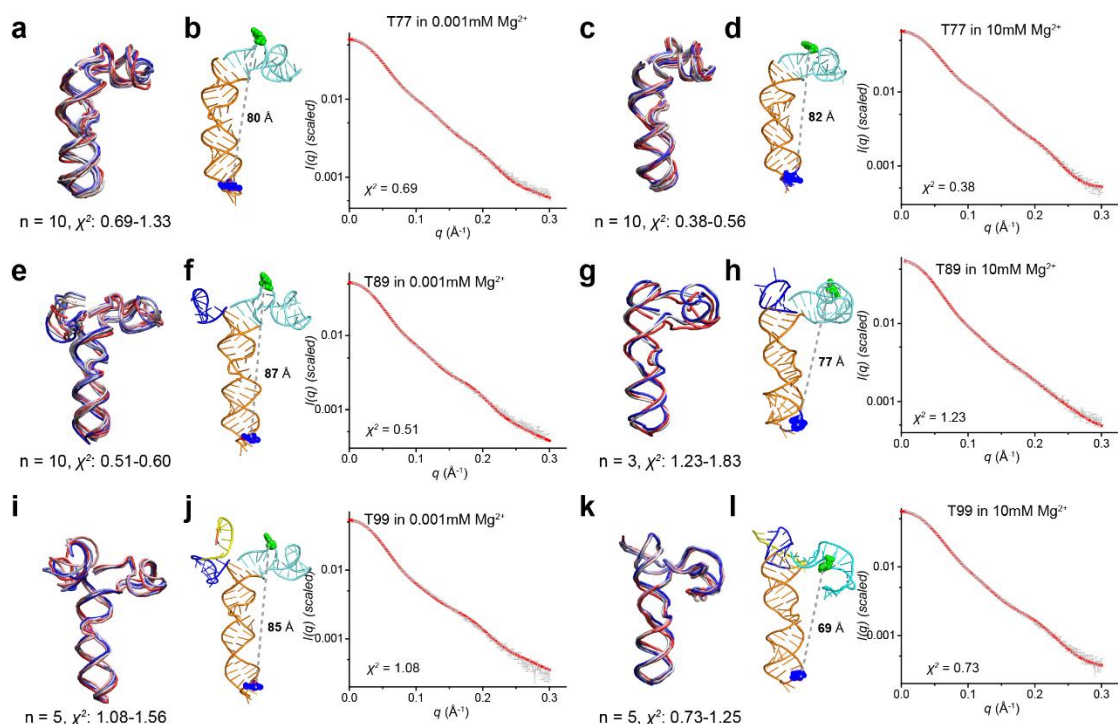 a
b
T77 in 0.001mM Mg²⁺
80 Å
0.01
0.001
I(q) (scaled)
χ² = 0.69
0.0 0.1 0.2 0.3
q (Å⁻¹)
n = 10, χ²: 0.69-1.33
c
d
T77 in 10mM Mg²⁺
82 Å
0.01
0.001
I(q) (scaled)
χ² = 0.38
0.0 0.1 0.2 0.3
q (Å⁻¹)
n = 10, χ²: 0.38-0.56
e
f
T89 in 0.001mM Mg²⁺
87 Å
0.01
0.001
I(q) (scaled)
χ² = 0.51
0.0 0.1 0.2 0.3
q (Å⁻¹)
n = 10, χ²: 0.51-0.60
g
h
T89 in 10mM Mg²⁺
77 Å
0.01
0.001
I(q) (scaled)
χ² = 1.23
0.0 0.1 0.2 0.3
q (Å⁻¹)
n = 3, χ²: 1.23-1.83
i
j
T99 in 0.001mM Mg²⁺
85 Å
0.01
0.001
I(q) (scaled)
χ² = 1.08
0.0 0.1 0.2 0.3
q (Å⁻¹)
n = 5, χ²: 1.08-1.56
k
l
T99 in 10mM Mg²⁺
69 Å
0.01
0.001
I(q) (scaled)
χ² = 0.73
0.0 0.1 0.2 0.3
q (Å⁻¹)
n = 5, χ²: 0.73-1.25